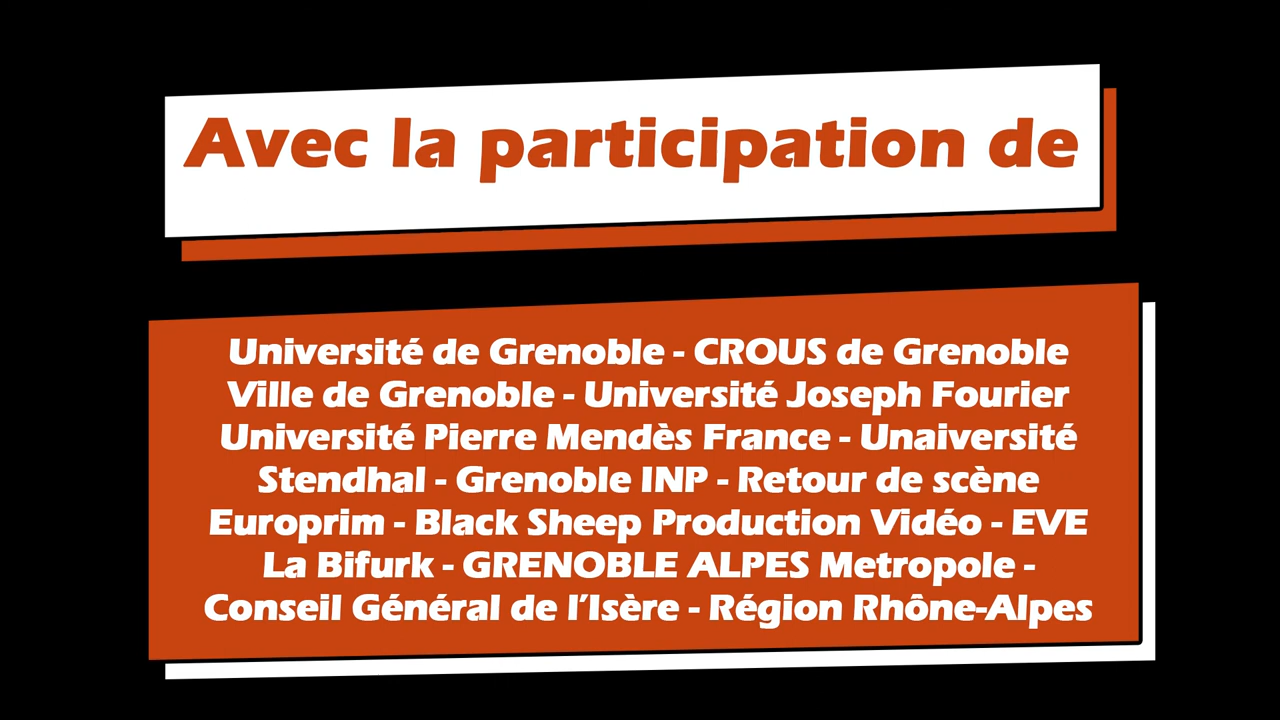 Avec la participation de
Université de Grenoble - CROUS de Grenoble
Ville de Grenoble - Université Joseph Fourier
Université Pierre Mendès France - Unaiversité
Stendhal - Grenoble INP - Retour de scène
Europrim - Black Sheep Production Vidéo - EVE
La Bifurk - GRENOBLE ALPES Metropole -
Conseil Général de l'Isère - Région Rhône-Alpes